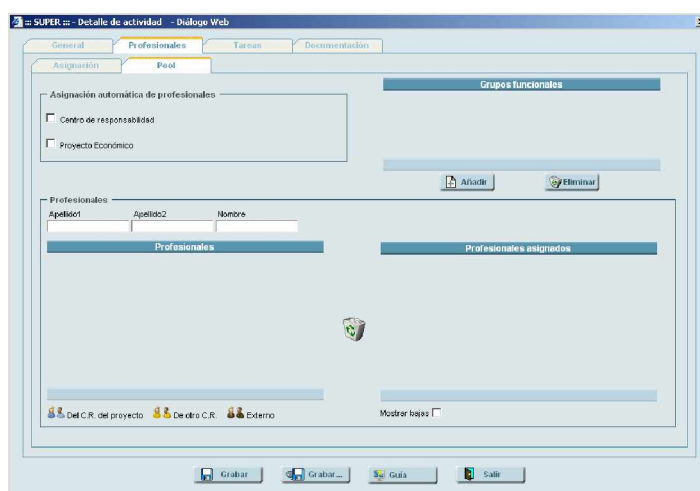 ::: SUPER ::: - Detalle de actividad - Diálogo Web
General Profesionales Tareas Documentación
Asignación Pool
Asignación automática de profesionales
Centro de responsabilidad
Proyecto Económico
Grupos funcionales
Añadir Eliminar
Profesionales
Apellido1 Apellido2 Nombre
Profesionales Profesionales asignados
Del C.R. del proyecto De otro C.R. Externo Mostrar bajas
Grabar Grabar... Guía Salir